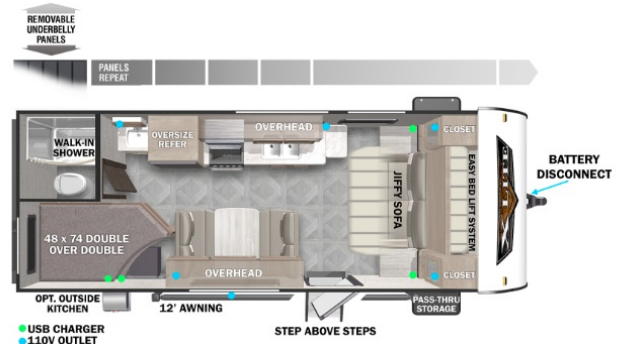 REMOVABLE
UNDERBELLY
PANELS
PANELS
REPEAT
WALK-IN
SHOWER
OVERSIZE
REFER
OVERHEAD
CLOSET
JIFFY SOFA
EASY BED LIFT SYSTEM
BATTERY
DISCONNECT
48 x 74 DOUBLE
OVER DOUBLE
OVERHEAD
CLOSET
OPT. OUTSIDE
KITCHEN
12' AWNING
STEP ABOVE STEPS
PASS-THRU
STORAGE
USB CHARGER
110V OUTLET